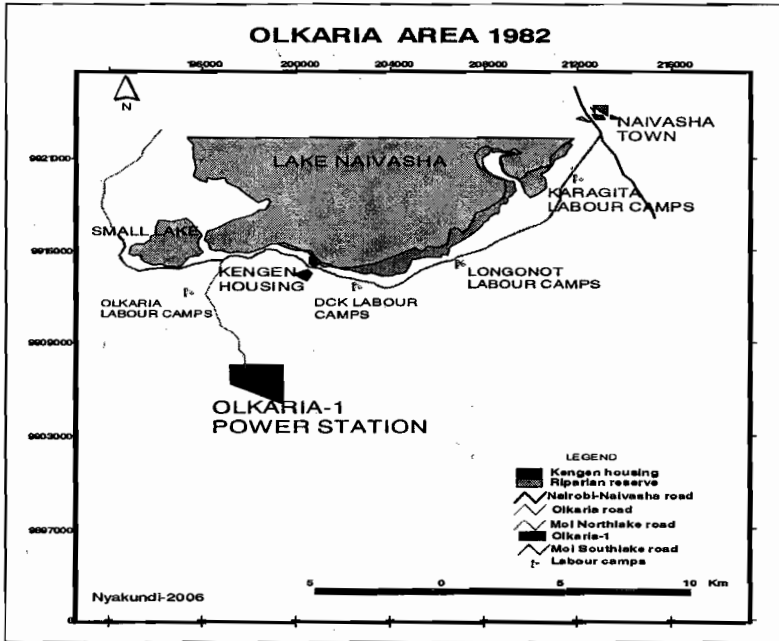 OLKARIA AREA 1982
196000 200000 204000 208000 212000 216000
N
NAIVASHA
TOWN
9921000
LAKE NAIVASHA
KARAGITA
LABOUR CAMPS
SMALL LAKE
9915000
KENGEN
HOUSING
LONGONOT
LABOUR CAMPS
OLKARIA
LABOUR CAMPS
DCK LABOUR
CAMPS
9909000
OLKARIA-1
POWER STATION
9903000
LEGEND
Kengen housing
Riparian reserve
Nairobi-Naivasha road
Olkaria road
Moi Northlake road
Olkaria-1
Moi Southlake road
Labour camps
9897000
5 0 5 10 Km
Nyakundi-2006